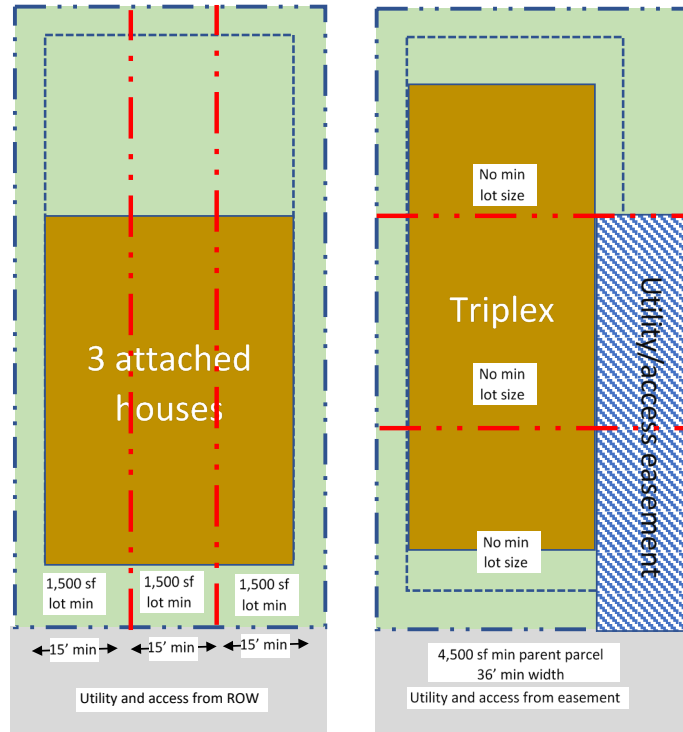 3 attached
houses
1,500 sf
lot min
1,500 sf
lot min
1,500 sf
lot min
15’ min
15’ min
15’ min
Utility and access from ROW
No min
lot size
Triplex
No min
lot size
No min
lot size
Utility/access easement
4,500 sf min parent parcel
36’ min width
Utility and access from easement